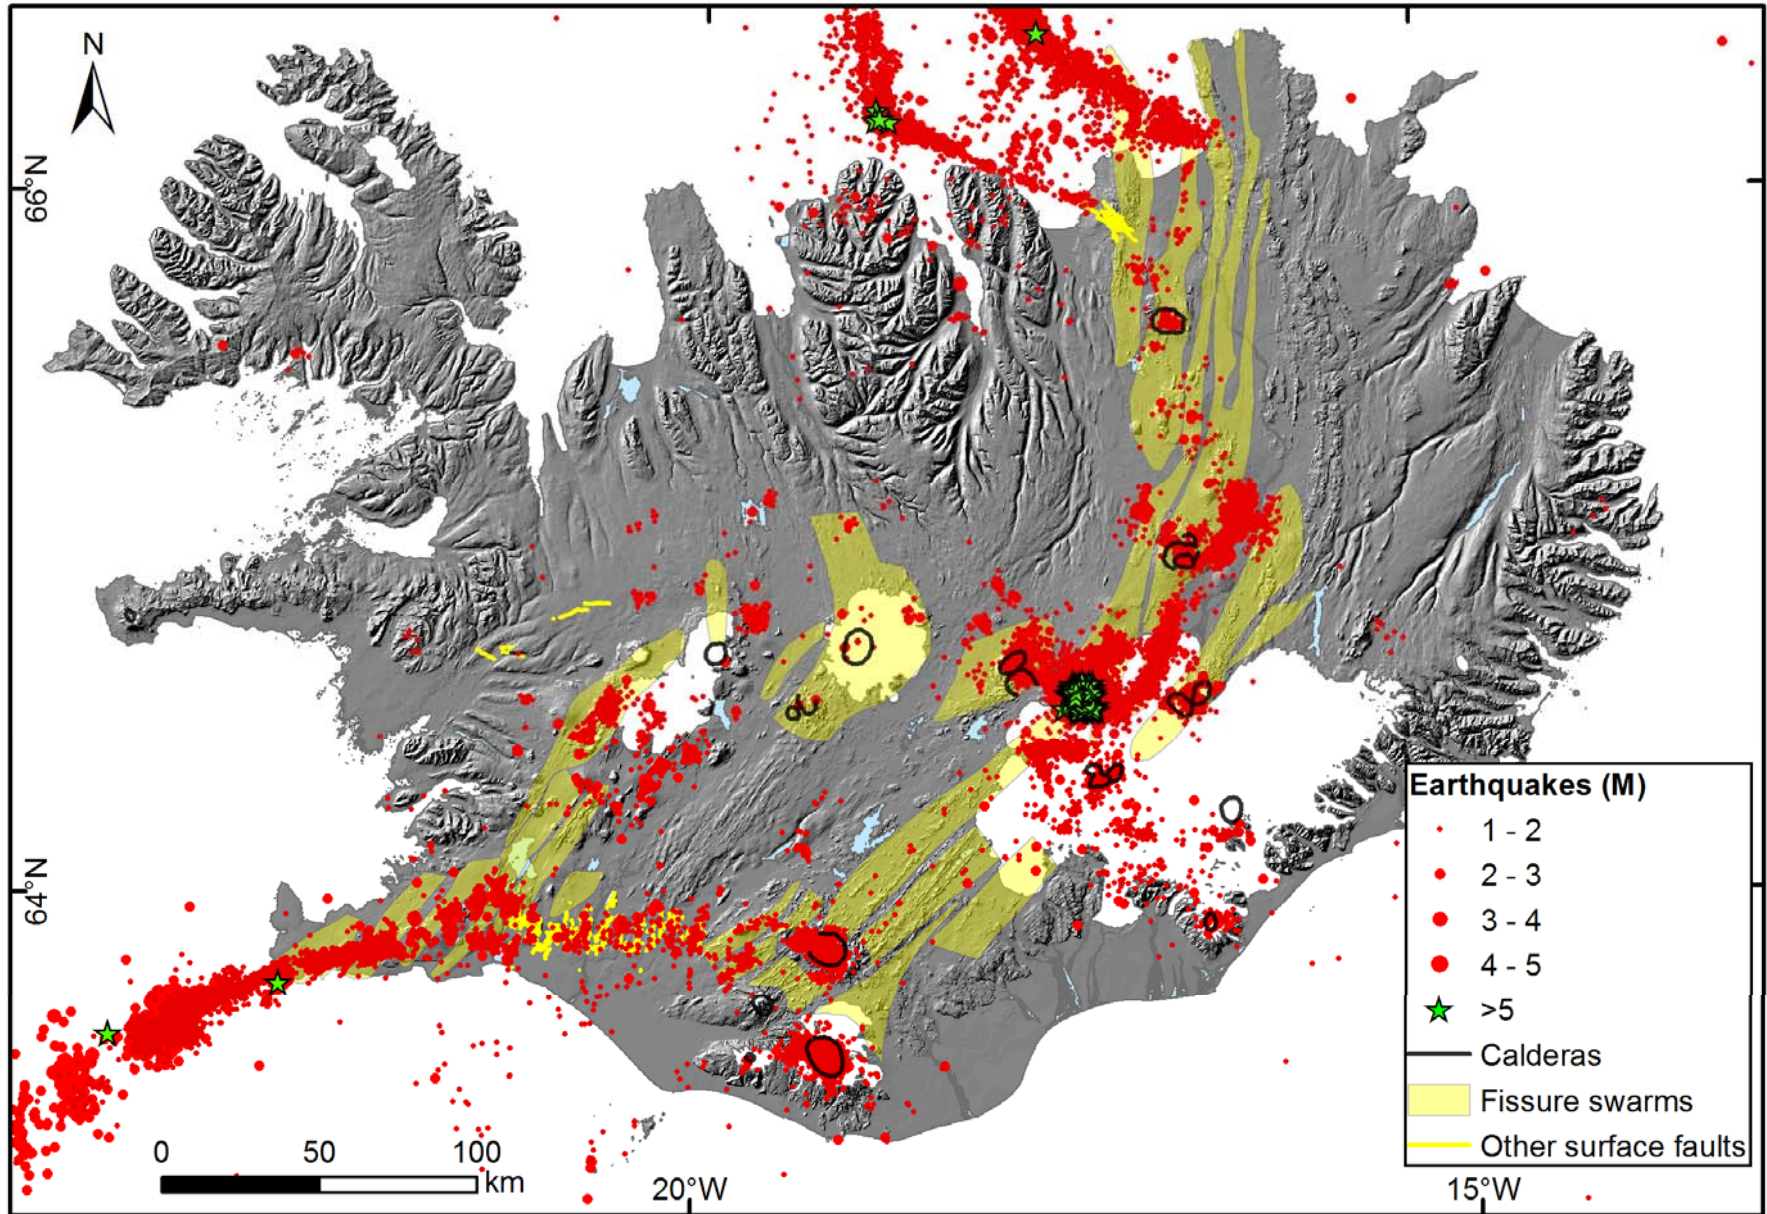 N
66°N
64°N
0 50 100
km
20°W
15°W
Earthquakes (M)
1 - 2
2 - 3
3 - 4
4 - 5
>5
Calderas
Fissure swarms
Other surface faults